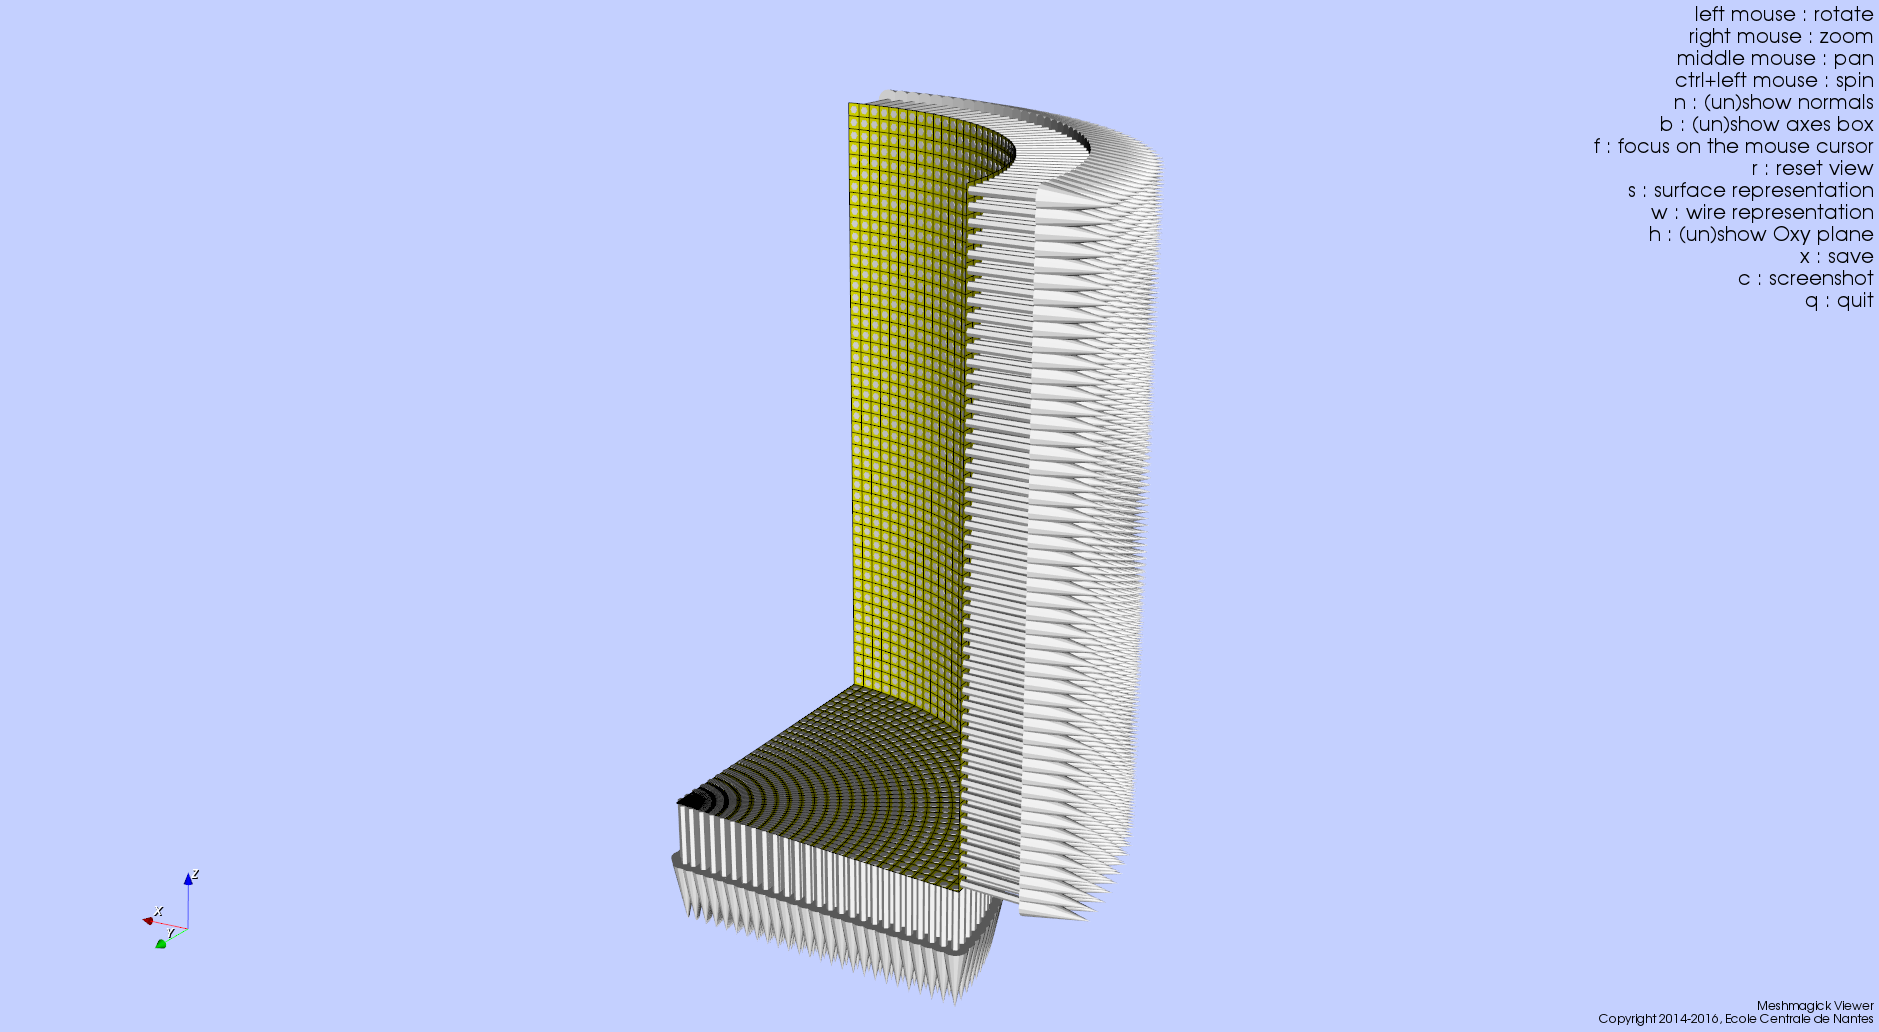 left mouse : rotate
right mouse : zoom
middle mouse : pan
ctrl+left mouse : spin
n : (un)show normals
b : (un)show axes box
f : focus on the mouse cursor
r : reset view
s : surface representation
w : wire representation
h : (un)show Oxy plane
x : save
c : screenshot
q : quit
Z
X
Y
Meshmagick Viewer
Copyright 2014-2016, Ecole Centrale de Nantes